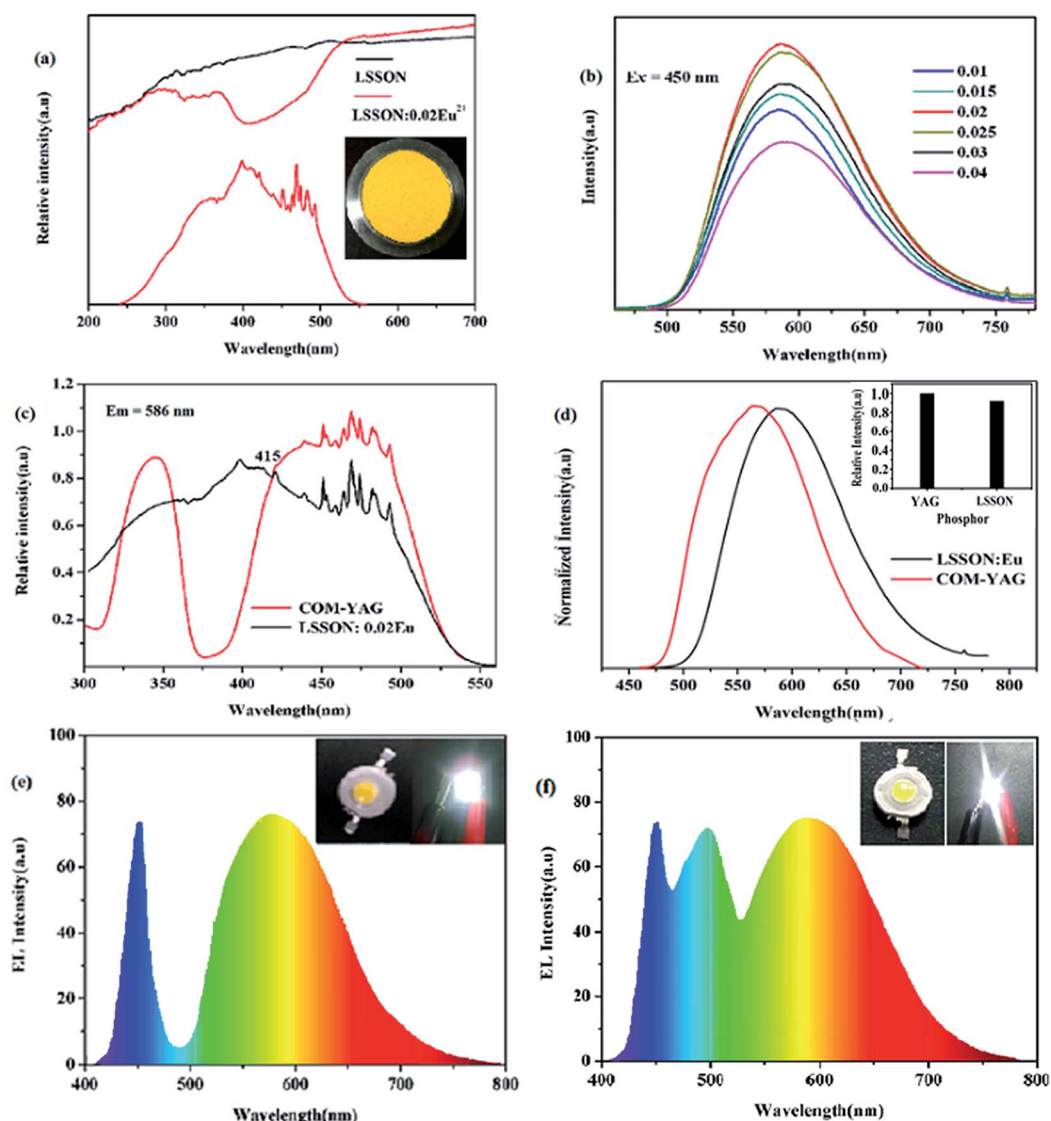 (a)
LSSON
LSSON:0.02Eu²⁺
Relative intensity(a.u)
200 300 400 500 600 700
Wavelength(nm)
(b)
Ex = 450 nm
0.01
0.015
0.02
0.025
0.03
0.04
Intensity(a.u)
500 550 600 650 700 750
Wavelength(nm)
(c)
Em = 586 nm
415
COM-YAG
LSSON: 0.02Eu
Relative intensity(a.u)
1.2
1.0
0.8
0.6
0.4
0.2
300 350 400 450 500 550
Wavelength(nm)
(d)
Relative Intensity(a.u)
1.0
0.8
0.6
0.4
0.2
0.0
YAG LSSON
Phosphor
LSSON:Eu
COM-YAG
Normalized Intensity(a.u)
425 450 500 550 600 650 700 750 800
Wavelength(nm)
(e)
EL Intensity(a.u)
100
80
60
40
20
0
400 500 600 700 800
Wavelength(nm)
(f)
EL Intensity(a.u)
100
80
60
40
20
0
400 500 600 700 800
Wavelength(nm)